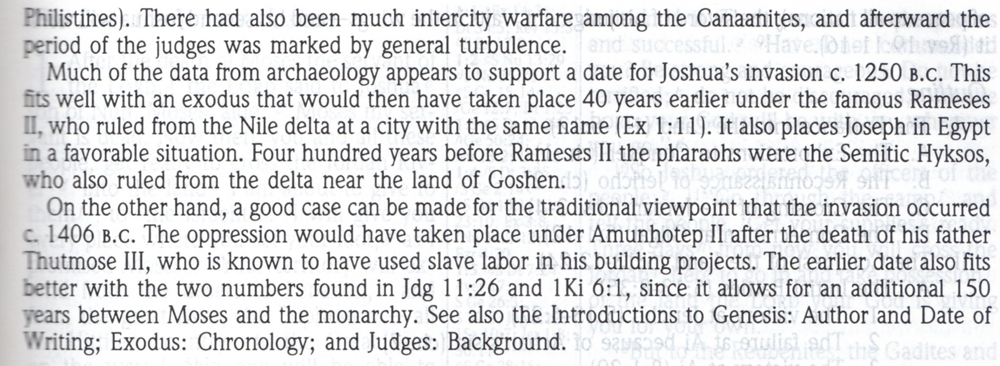 Philistines). There had also been much intercity warfare among the Canaanites, and afterward the
period of the judges was marked by general turbulence.
Much of the data from archaeology appears to support a date for Joshua's invasion c. 1250 B.C. This
fits well with an exodus that would then have taken place 40 years earlier under the famous Rameses
II, who ruled from the Nile delta at a city with the same name (Ex 1:11). It also places Joseph in Egypt
in a favorable situation. Four hundred years before Rameses II the pharaohs were the Semitic Hyksos,
who also ruled from the delta near the land of Goshen.
On the other hand, a good case can be made for the traditional viewpoint that the invasion occurred
c. 1406 B.C. The oppression would have taken place under Amunhotep II after the death of his father
Thutmose III, who is known to have used slave labor in his building projects. The earlier date also fits
better with the two numbers found in Jdg 11:26 and 1Ki 6:1, since it allows for an additional 150
years between Moses and the monarchy. See also the Introductions to Genesis: Author and Date of
Writing; Exodus: Chronology; and Judges: Background.